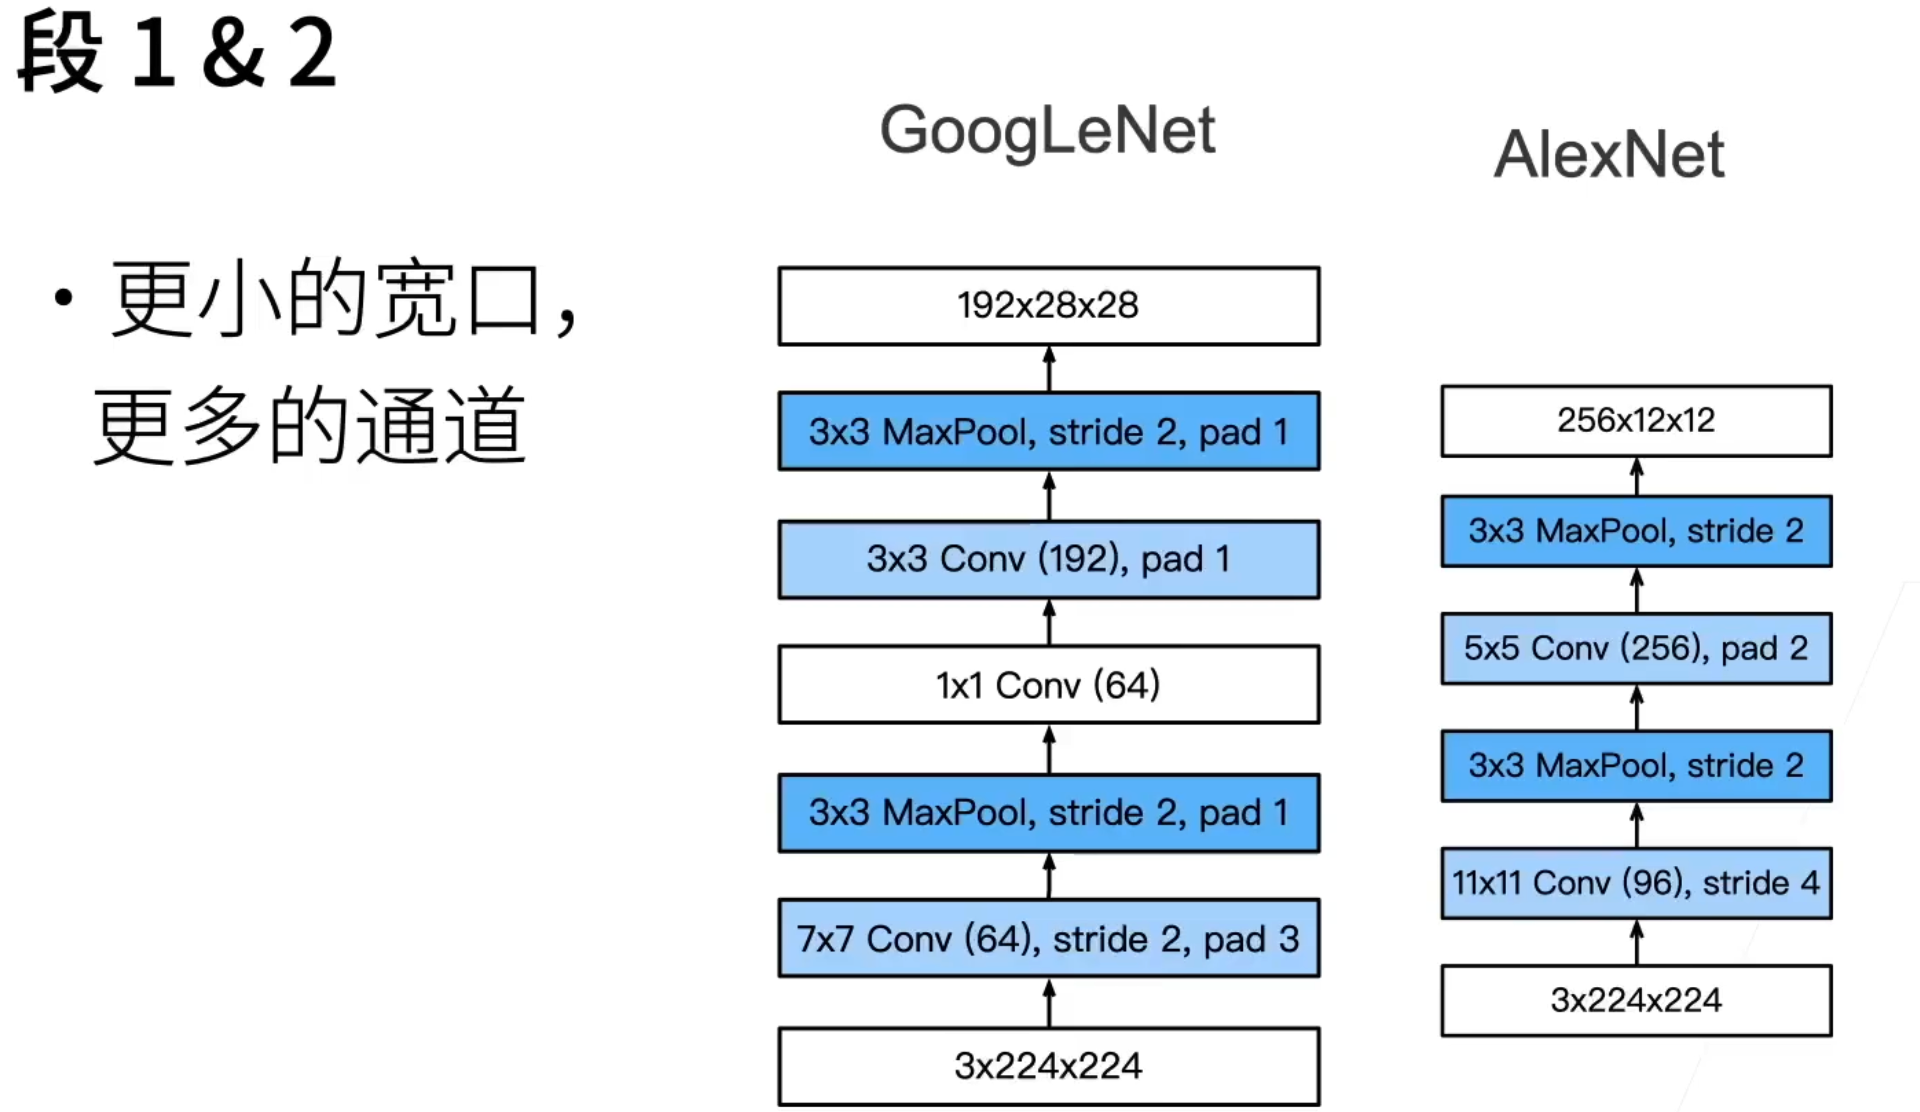 段 1 & 2
• 更小的宽口，
更多的通道
GoogLeNet
192x28x28
3x3 MaxPool, stride 2, pad 1
3x3 Conv (192), pad 1
1x1 Conv (64)
3x3 MaxPool, stride 2, pad 1
7x7 Conv (64), stride 2, pad 3
3x224x224
AlexNet
256x12x12
3x3 MaxPool, stride 2
5x5 Conv (256), pad 2
3x3 MaxPool, stride 2
11x11 Conv (96), stride 4
3x224x224